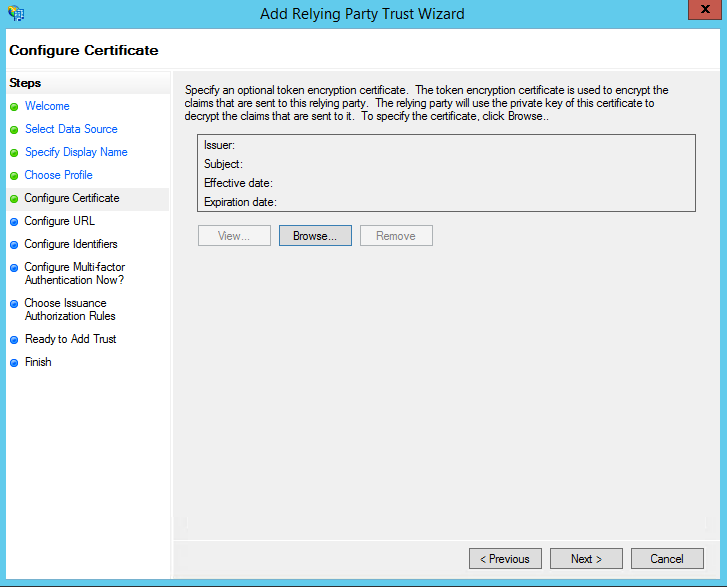 Add Relying Party Trust Wizard
x
Configure Certificate
Steps
Welcome
Select Data Source
Specify Display Name
Choose Profile
Configure Certificate
Configure URL
Configure Identifiers
Configure Multi-factor
Authentication Now?
Choose Issuance
Authorization Rules
Ready to Add Trust
Finish
Specify an optional token encryption certificate. The token encryption certificate is used to encrypt the
claims that are sent to this relying party. The relying party will use the private key of this certificate to
decrypt the claims that are sent to it. To specify the certificate, click Browse..
Issuer:
Subject:
Effective date:
Expiration date:
View... Browse... Remove
< Previous Next > Cancel